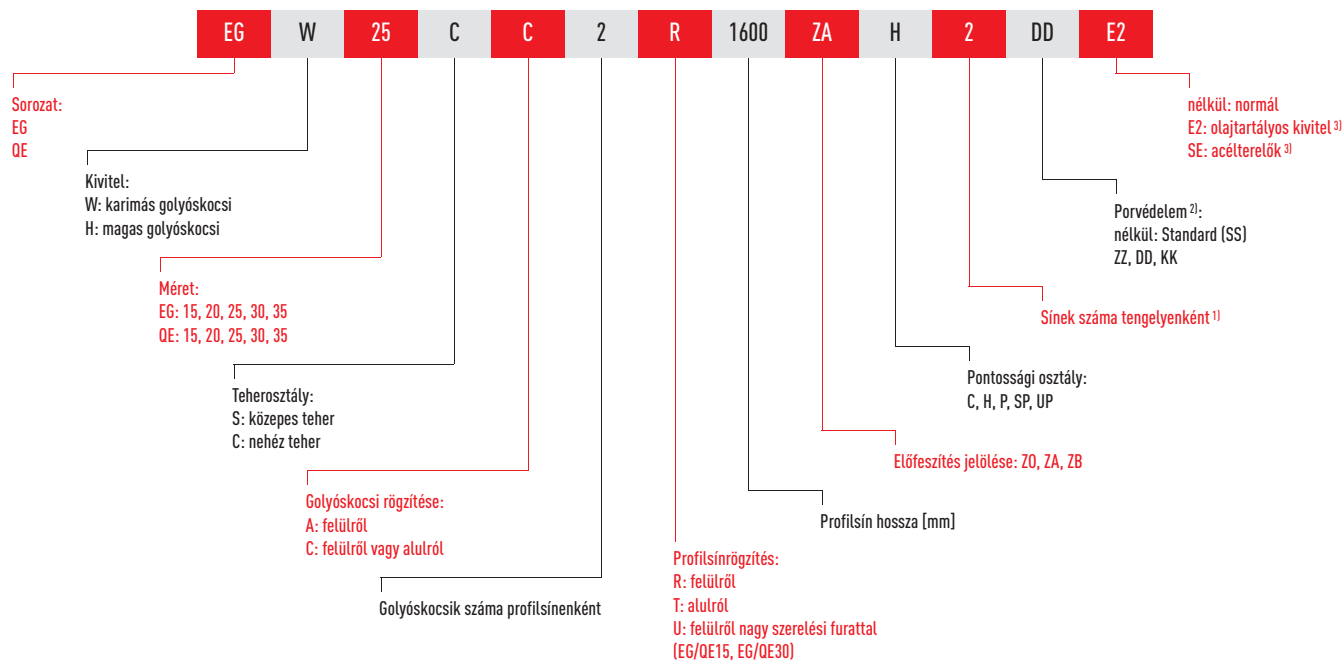 EG W 25 C C 2 R 1600 ZA H 2 DD E2
Sorozat:
EG
QE
Kivitel:
W: karimás golyóskocsi
H: magas golyóskocsi
Méret:
EG: 15, 20, 25, 30, 35
QE: 15, 20, 25, 30, 35
Teherosztály:
S: közepes teher
C: nehéz teher
Golyóskocsi rögzítése:
A: felülről
C: felülről vagy alulról
Golyóskocsik száma profilsínenként
Profilsínrögzítés:
R: felülről
T: alulról
U: felülről nagy szerelési furattal
(EG/QE15, EG/QE30)
Profilsín hossza [mm]
Előfeszítés jelölése: Z0, ZA, ZB
Pontossági osztály:
C, H, P, SP, UP
Sínek száma tengelyenként 1)
Porvédelem 2):
nélkül: Standard (SS)
ZZ, DD, KK
nélkül: normál
E2: olajtartályos kivitel 3)
SE: acélterelők 3)